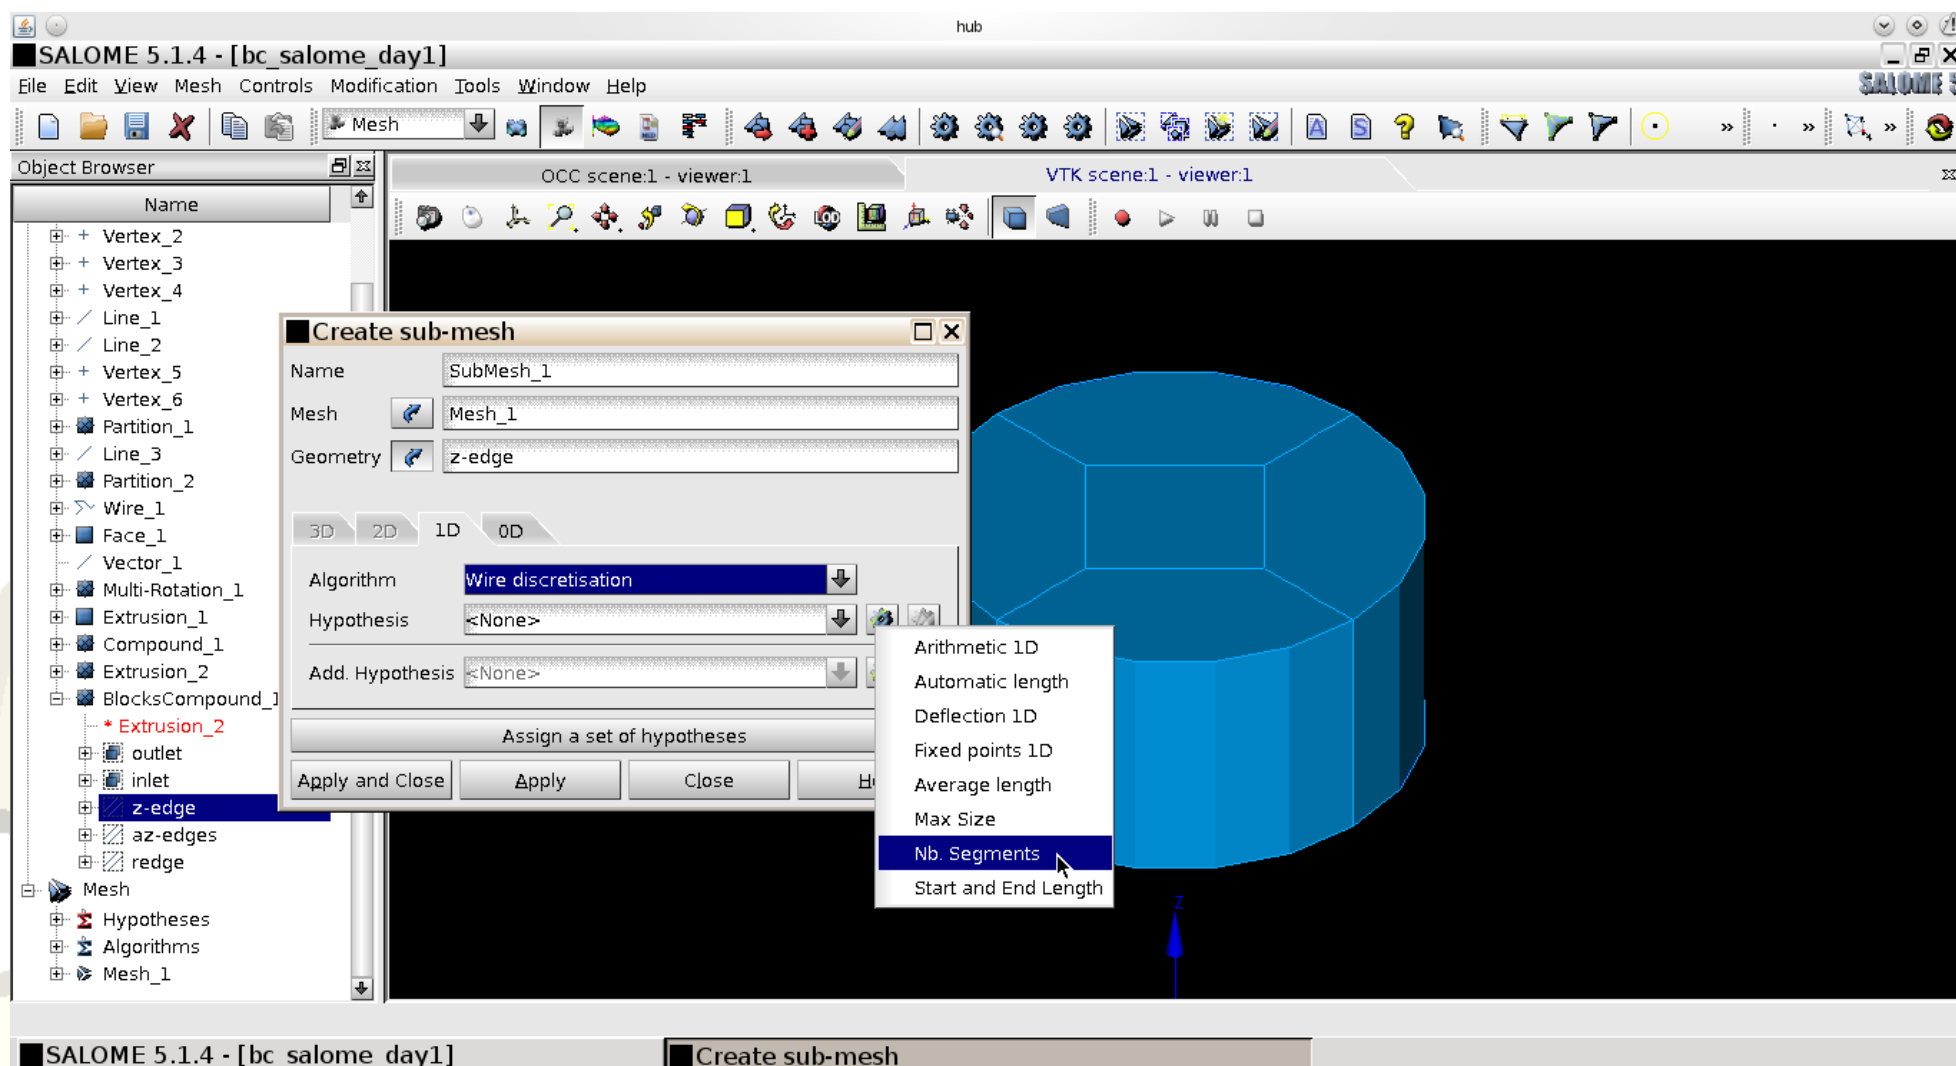 hub
SALOME 5.1.4 - [bc_salome_day1]
File Edit View Mesh Controls Modification Tools Window Help
SALOME 5
Mesh
Object Browser
OCC scene:1 - viewer:1
VTK scene:1 - viewer:1
Name
Vertex_2
Vertex_3
Vertex_4
Line_1
Line_2
Vertex_5
Vertex_6
Partition_1
Line_3
Partition_2
Wire_1
Face_1
Vector_1
Multi-Rotation_1
Extrusion_1
Compound_1
Extrusion_2
BlocksCompound_1
* Extrusion_2
outlet
inlet
z-edge
az-edges
redge
Mesh
Hypotheses
Algorithms
Mesh_1
Create sub-mesh
Name SubMesh_1
Mesh Mesh_1
Geometry z-edge
3D 2D 1D 0D
Algorithm Wire discretisation
Hypothesis <None>
Add. Hypothesis <None>
Assign a set of hypotheses
Apply and Close Apply Close
Arithmetic 1D
Automatic length
Deflection 1D
Fixed points 1D
Average length
Max Size
Nb. Segments
Start and End Length
Z
SALOME 5.1.4 - [bc_salome_day1]
Create sub-mesh